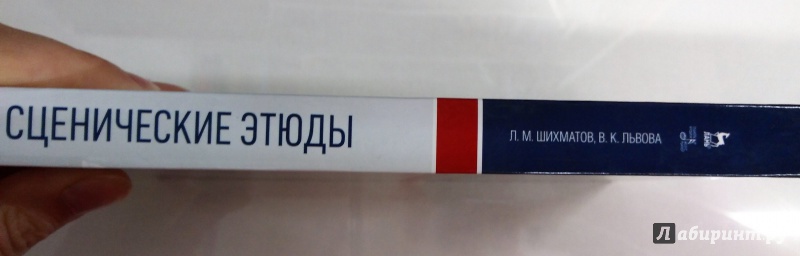 СЦЕНИЧЕСКИЕ ЭТЮДЫ
Л. М. ШИХМАТОВ, В. К. ЛЬВОВА
Лабиринт.ру